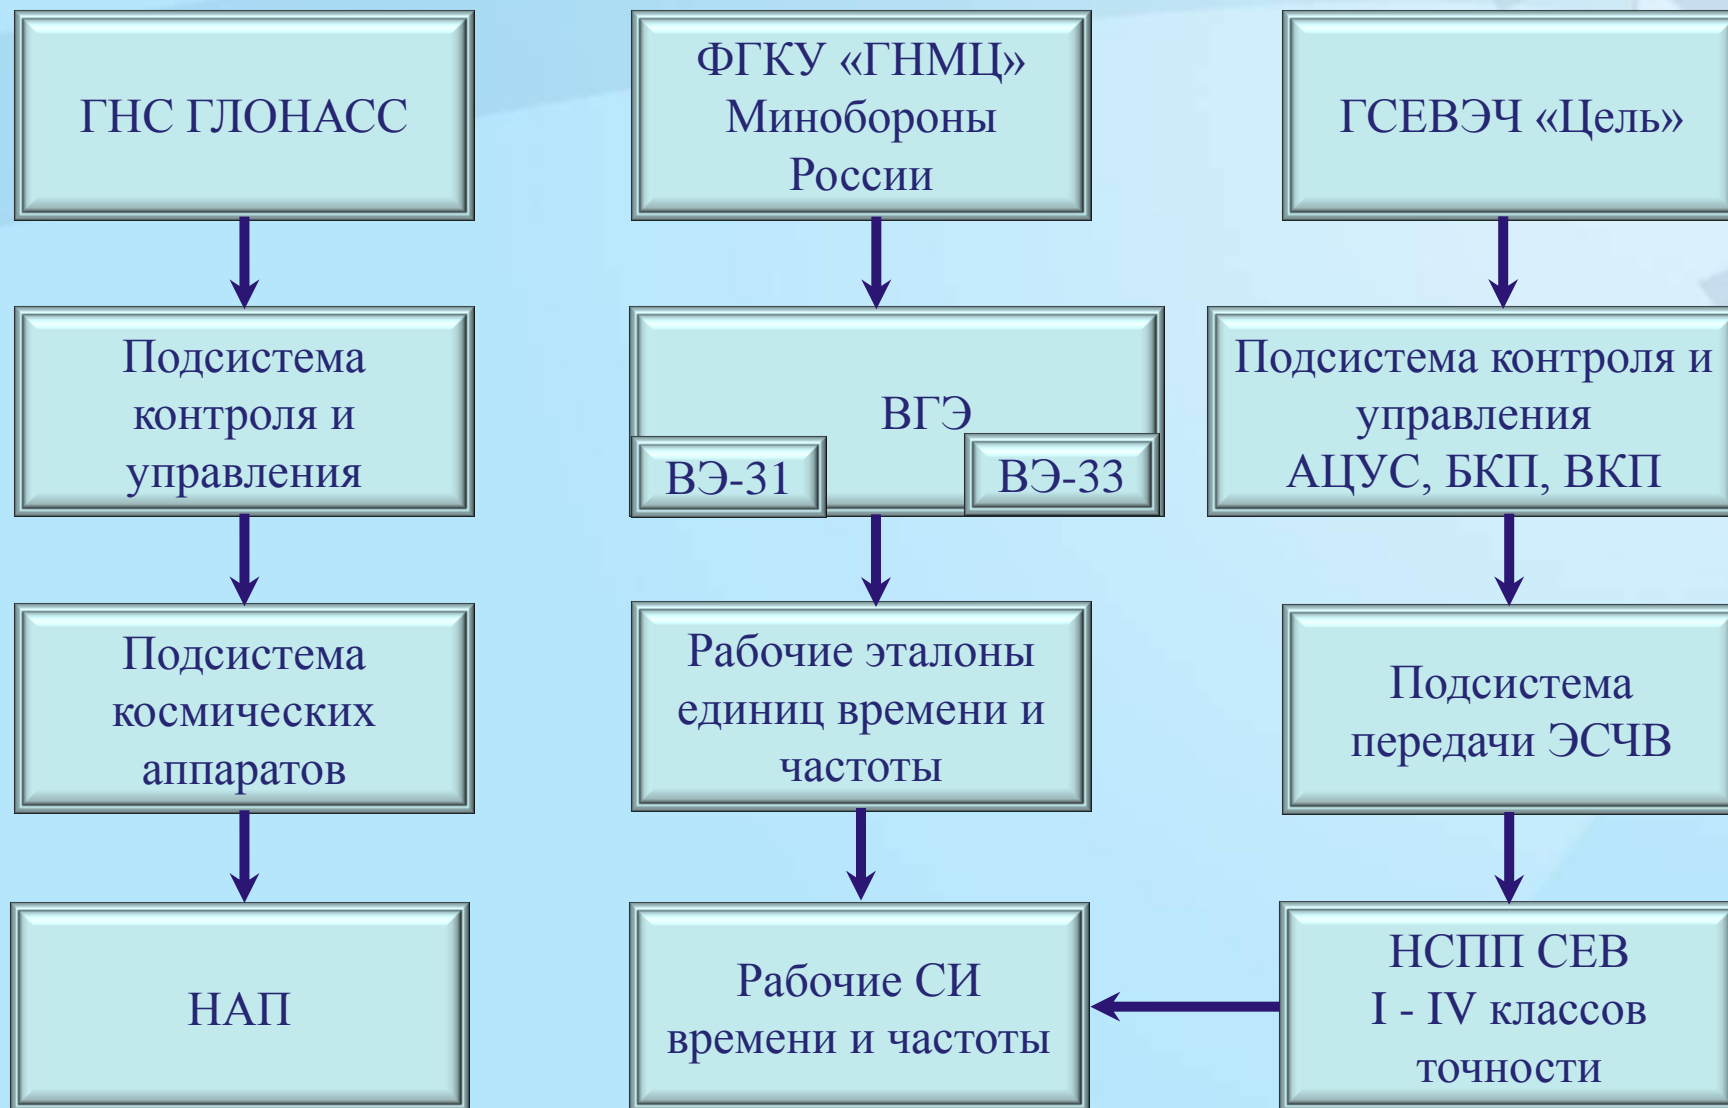 ГНС ГЛОНАСС
ФГКУ «ГНМЦ»
Минобороны
России
ГСЕВЭЧ «Цель»
Подсистема
контроля и
управления
ВГЭ
ВЭ-31
ВЭ-33
Подсистема контроля и
управления
АЦУС, БКП, ВКП
Подсистема
космических
аппаратов
Рабочие эталоны
единиц времени и
частоты
Подсистема
передачи ЭСЧВ
НАП
Рабочие СИ
времени и частоты
НСПП СЕВ
I - IV классов
точности